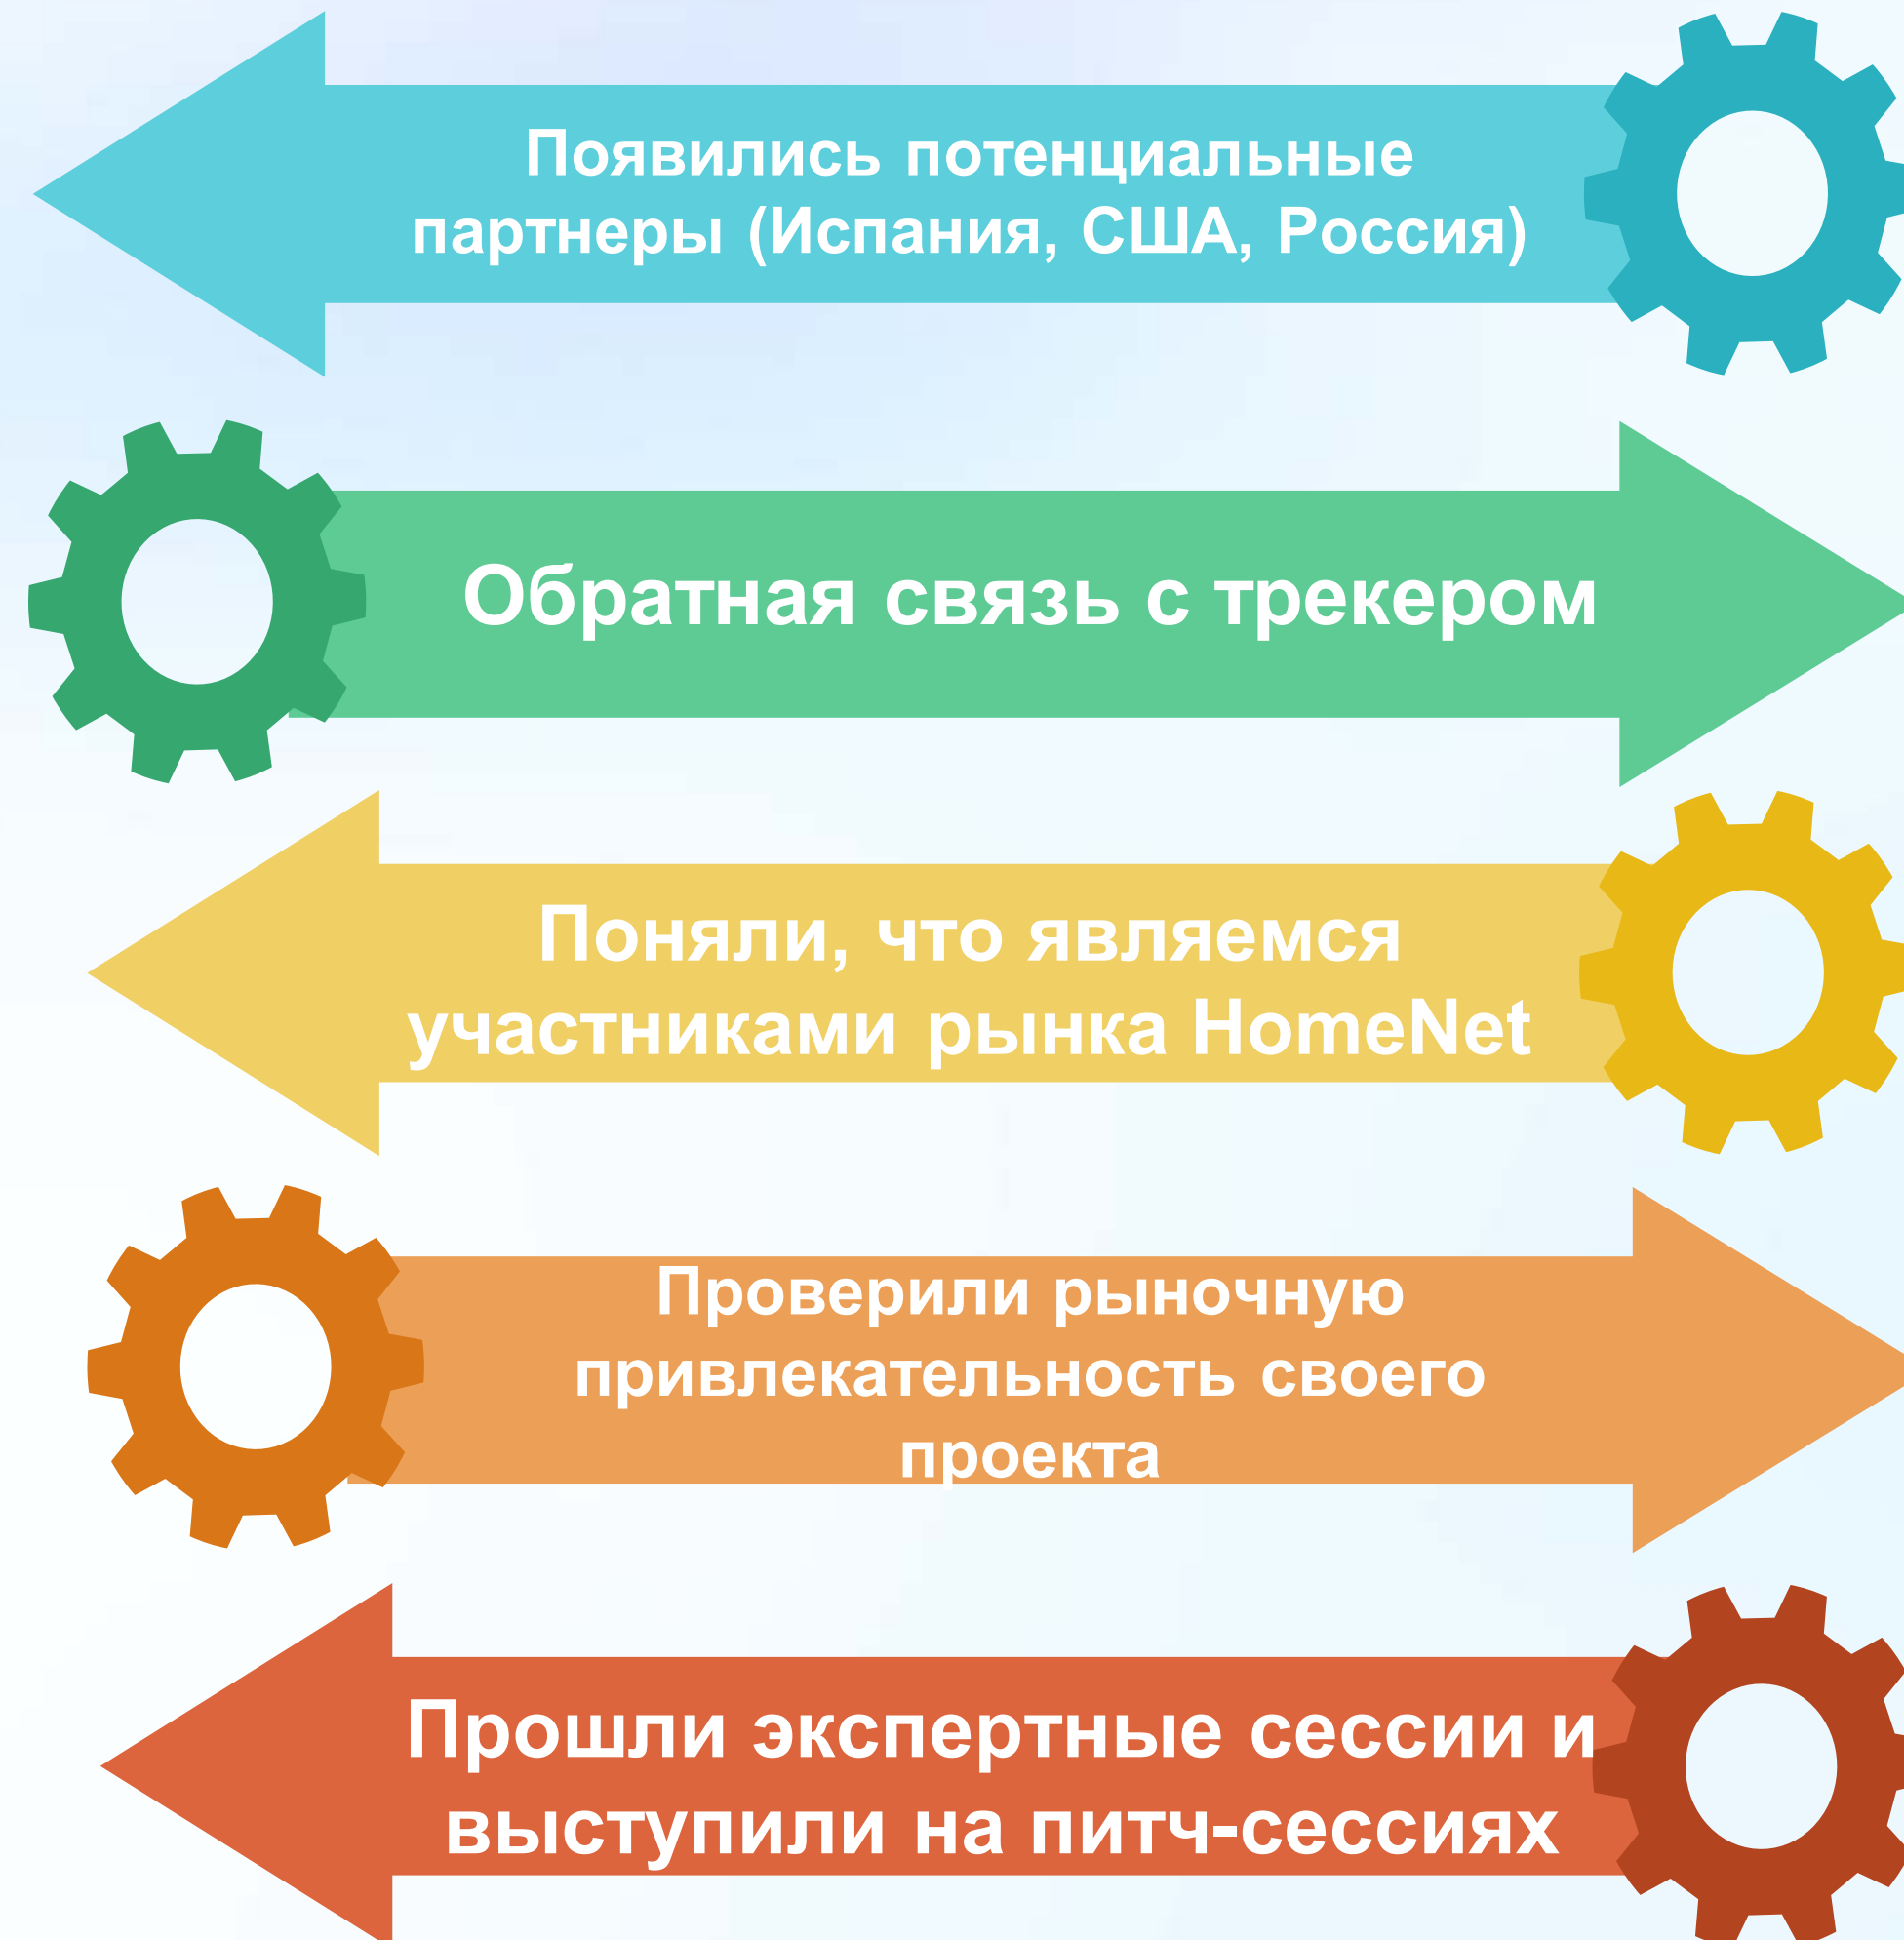 Появились потенциальные
партнеры (Испания, США, Россия)
Обратная связь с трекером
Поняли, что являемся
участниками рынка HomeNet
Проверили рыночную
привлекательность своего
проекта
Прошли экспертные сессии и
выступили на питч-сессиях